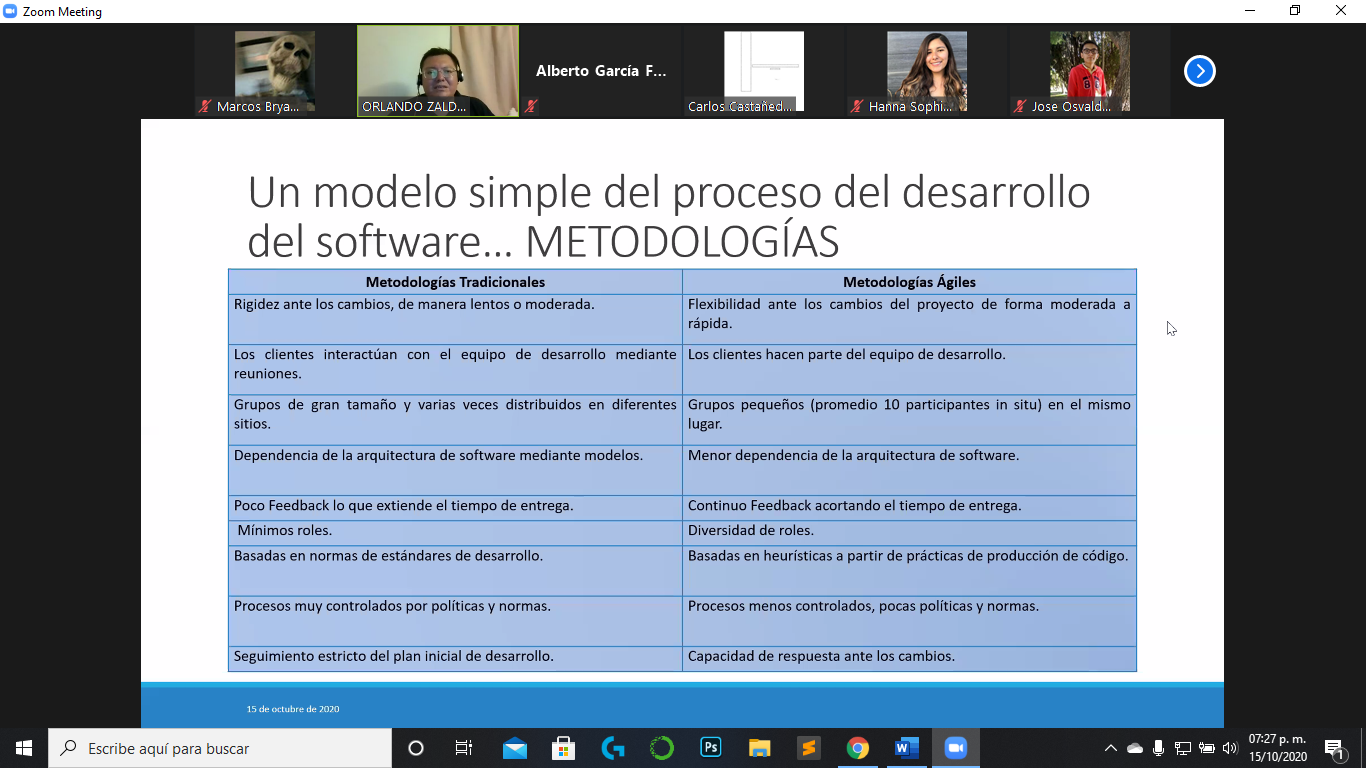 Zoom Meeting
Marcos Brya...
ORLANDO ZALD...
Alberto García F...
Carlos Castañed...
Hanna Sophi...
Jose Osvald...
Un modelo simple del proceso del desarrollo
del software... METODOLOGÍAS
Metodologías Tradicionales
Metodologías Ágiles
Rigidez ante los cambios, de manera lentos o moderada.
Flexibilidad ante los cambios del proyecto de forma moderada a
rápida.
Los clientes interactúan con el equipo de desarrollo mediante
reuniones.
Los clientes hacen parte del equipo de desarrollo.
Grupos de gran tamaño y varias veces distribuidos en diferentes
sitios.
Grupos pequeños (promedio 10 participantes in situ) en el mismo
lugar.
Dependencia de la arquitectura de software mediante modelos.
Menor dependencia de la arquitectura de software.
Poco Feedback lo que extiende el tiempo de entrega.
Continuo Feedback acortando el tiempo de entrega.
Mínimos roles.
Diversidad de roles.
Basadas en normas de estándares de desarrollo.
Basadas en heurísticas a partir de prácticas de producción de código.
Procesos muy controlados por políticas y normas.
Procesos menos controlados, pocas políticas y normas.
Seguimiento estricto del plan inicial de desarrollo.
Capacidad de respuesta ante los cambios.
15 de octubre de 2020
Escribe aquí para buscar
Ps
07:27 p. m.
15/10/2020
1